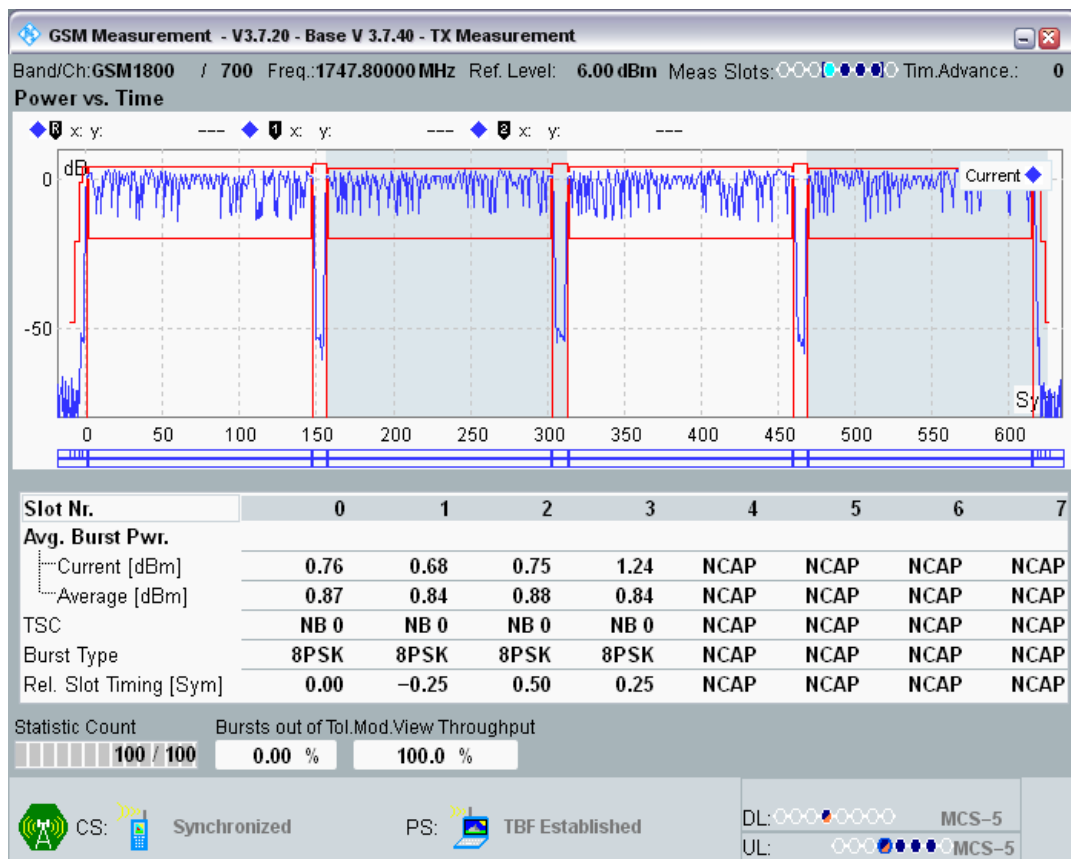 GSM Measurement - V3.7.20 - Base V 3.7.40 - TX Measurement
Band/Ch:GSM1800 / 700 Freq.:1747.80000 MHz Ref. Level: 6.00 dBm Meas Slots: Tim.Advance.: 0
Power vs. Time
R x: y: --- 1 x: y: --- 2 x: y: ---
dB
Current
0
-50
Sy
0 50 100 150 200 250 300 350 400 450 500 550 600
Slot Nr. 0 1 2 3 4 5 6 7
Avg. Burst Pwr.
Current [dBm] 0.76 0.68 0.75 1.24 NCAP NCAP NCAP NCAP
Average [dBm] 0.87 0.84 0.88 0.84 NCAP NCAP NCAP NCAP
TSC NB 0 NB 0 NB 0 NB 0 NCAP NCAP NCAP NCAP
Burst Type 8PSK 8PSK 8PSK 8PSK NCAP NCAP NCAP NCAP
Rel. Slot Timing [Sym] 0.00 −0.25 0.50 0.25 NCAP NCAP NCAP NCAP
Statistic Count Bursts out of Tol.Mod.View Throughput
100 / 100 0.00 % 100.0 %
CS: Synchronized PS: TBF Established
DL: MCS−5
UL: MCS−5